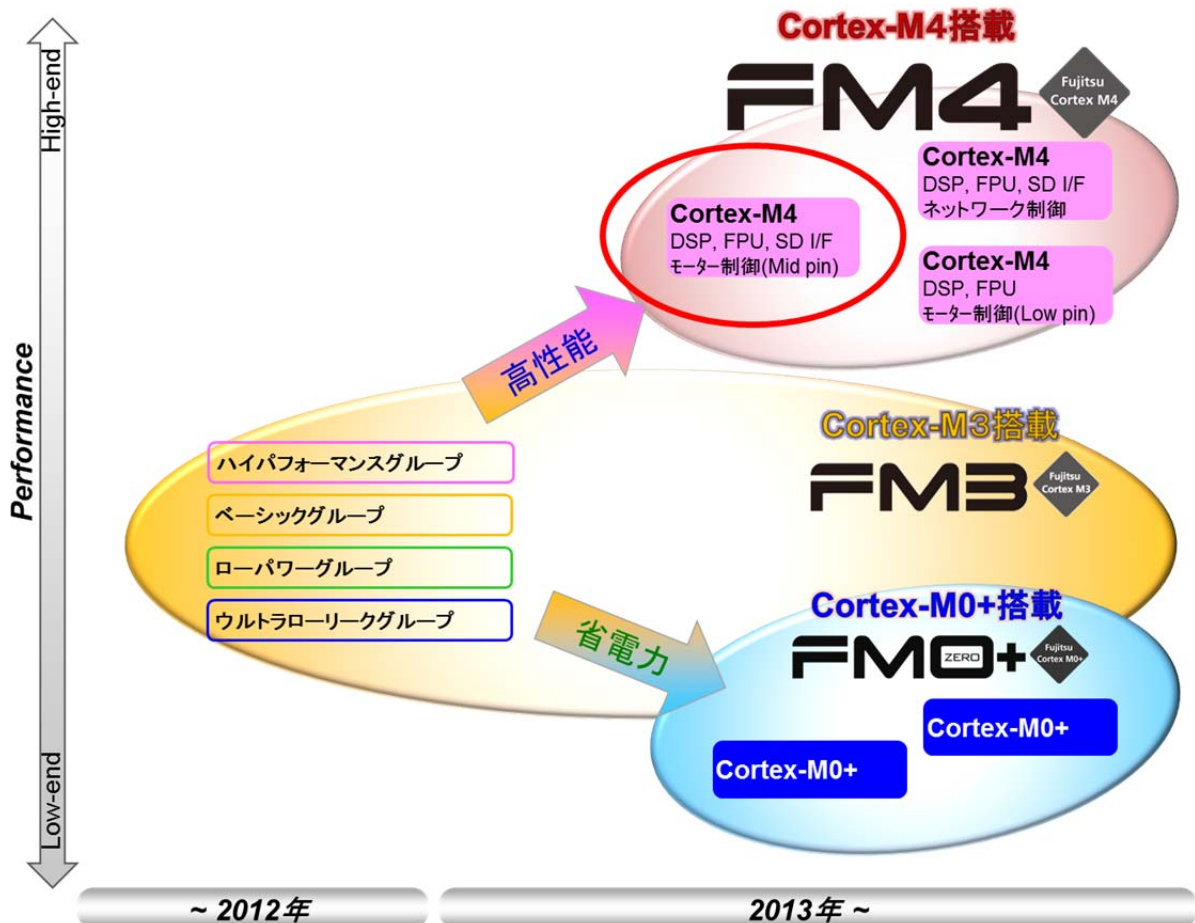 High-end
Performance
Low-end
Cortex-M4搭載
FM4
Fujitsu
Cortex M4
Cortex-M4
DSP, FPU, SD I/F
モーター制御(Mid pin)
Cortex-M4
DSP, FPU, SD I/F
ネットワーク制御
Cortex-M4
DSP, FPU
モーター制御(Low pin)
高性能
Cortex-M3搭載
FM3
Fujitsu
Cortex M3
ハイパフォーマンスグループ
ベーシックグループ
ローパワーグループ
ウルトラローリークグループ
省電力
Cortex-M0+搭載
FM0+
ZERO
Fujitsu
Cortex M0+
Cortex-M0+
Cortex-M0+
~ 2012年
2013年 ~